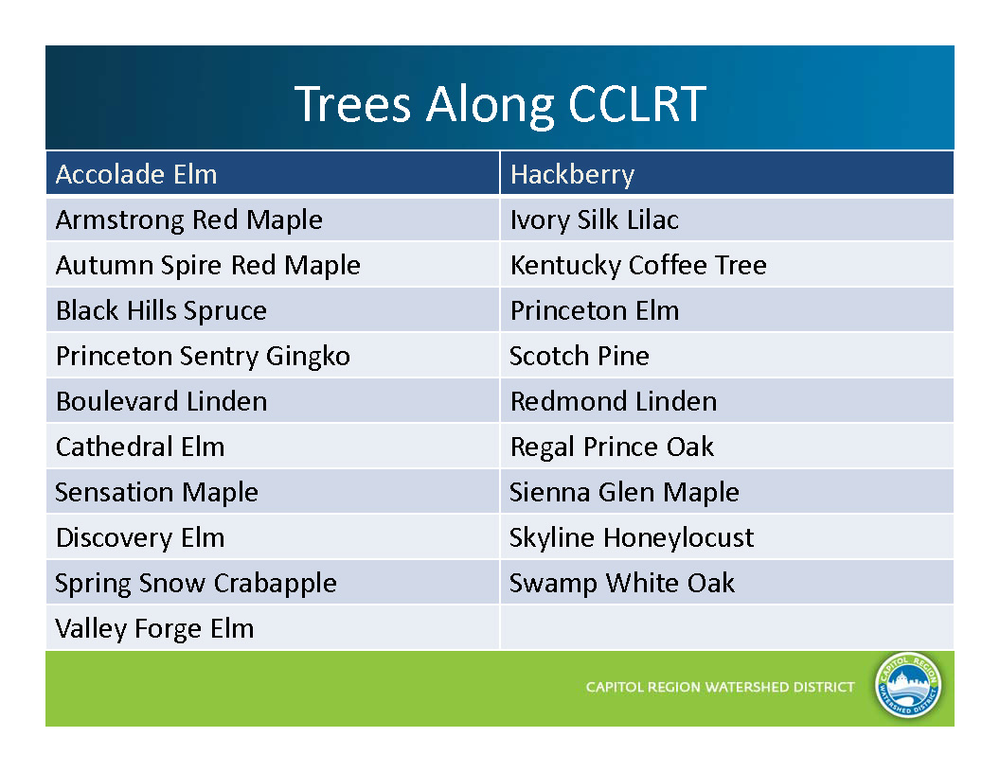 Trees Along CCLRT
Accolade Elm Hackberry
Armstrong Red Maple Ivory Silk Lilac
Autumn Spire Red Maple Kentucky Coffee Tree
Black Hills Spruce Princeton Elm
Princeton Sentry Gingko Scotch Pine
Boulevard Linden Redmond Linden
Cathedral Elm Regal Prince Oak
Sensation Maple Sienna Glen Maple
Discovery Elm Skyline Honeylocust
Spring Snow Crabapple Swamp White Oak
Valley Forge Elm
CAPITOL REGION WATERSHED DISTRICT
CAPITOL REGION
WATERSHED DISTRICT